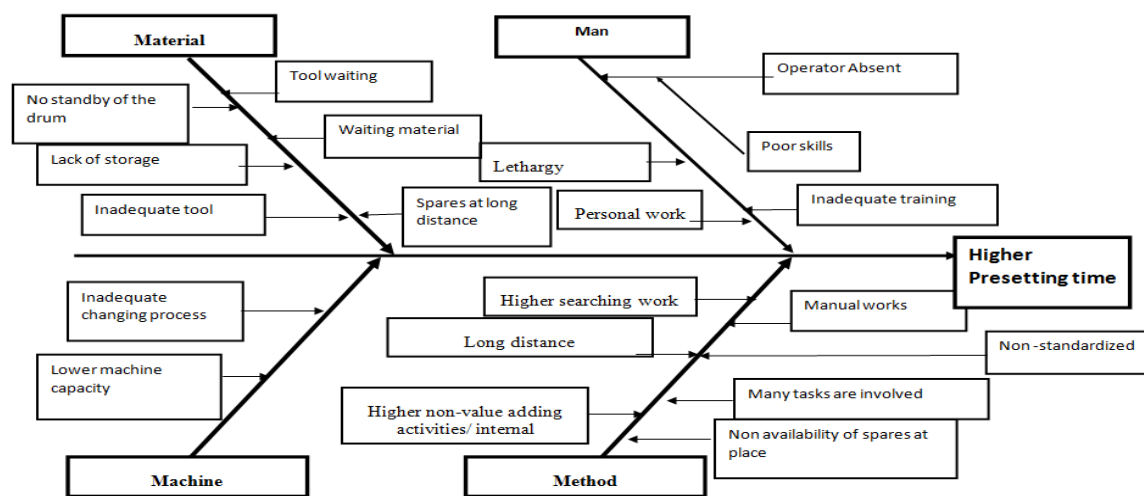 Material
Man
Tool waiting
Operator Absent
No standby of the
drum
Waiting material
Poor skills
Lack of storage
Lethargy
Inadequate tool
Spares at long
distance
Personal work
Inadequate training
Higher
Presetting time
Inadequate
changing process
Higher searching work
Manual works
Long distance
Non -standardized
Lower machine
capacity
Many tasks are involved
Higher non-value adding
activities/ internal
Non availability of spares at
place
Machine
Method